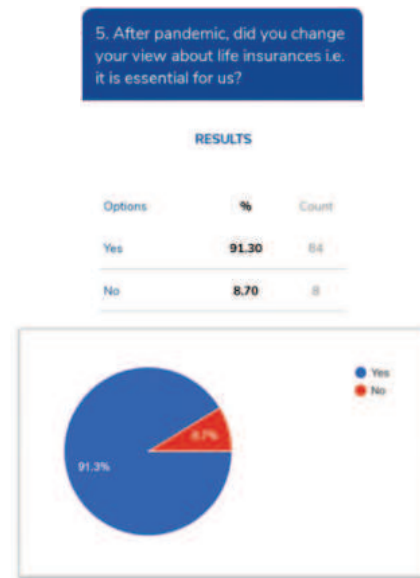 5. After pandemic, did you change
your view about life insurances i.e.
it is essential for us?
RESULTS
Options % Count
Yes 91.30 84
No 8.70 8
Yes
No
8.7%
91.3%